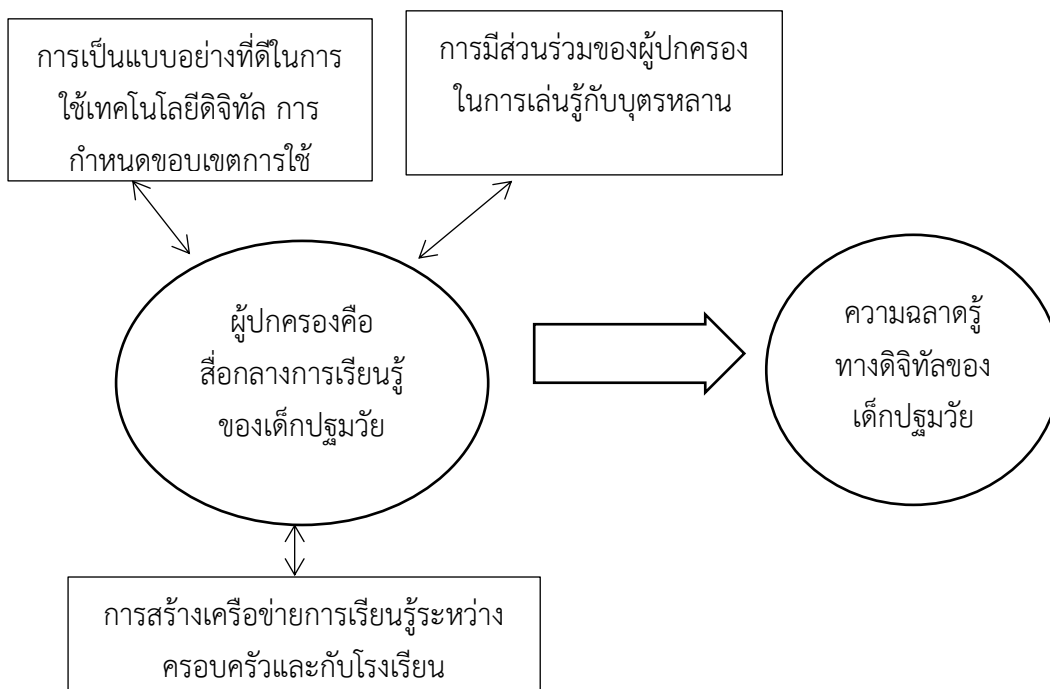 การเป็นแบบอย่างที่ดีในการ
ใช้เทคโนโลยีดิจิทัล การ
กำหนดขอบเขตการใช้
การมีส่วนร่วมของผู้ปกครอง
ในการเล่นรู้กับบุตรหลาน
ผู้ปกครองคือ
สื่อกลางการเรียนรู้
ของเด็กปฐมวัย
ความฉลาดรู้
ทางดิจิทัลของ
เด็กปฐมวัย
การสร้างเครือข่ายการเรียนรู้ระหว่าง
ครอบครัวและกับโรงเรียน